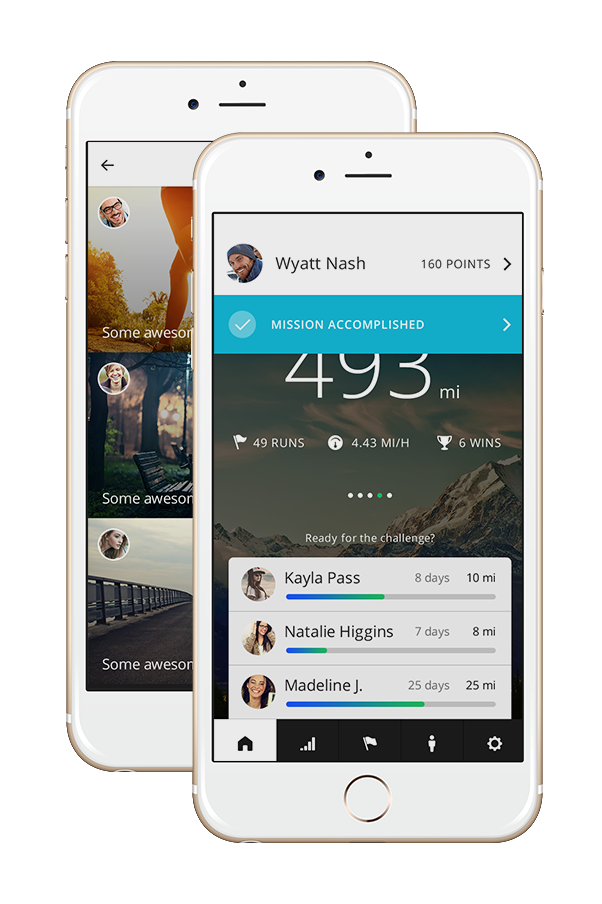 Some awesom
Some awesom
Some awesom
Wyatt Nash 160 POINTS
MISSION ACCOMPLISHED
493 mi
49 RUNS 4.43 MI/H 6 WINS
Ready for the challenge?
Kayla Pass 8 days 10 mi
Natalie Higgins 7 days 8 mi
Madeline J. 25 days 25 mi